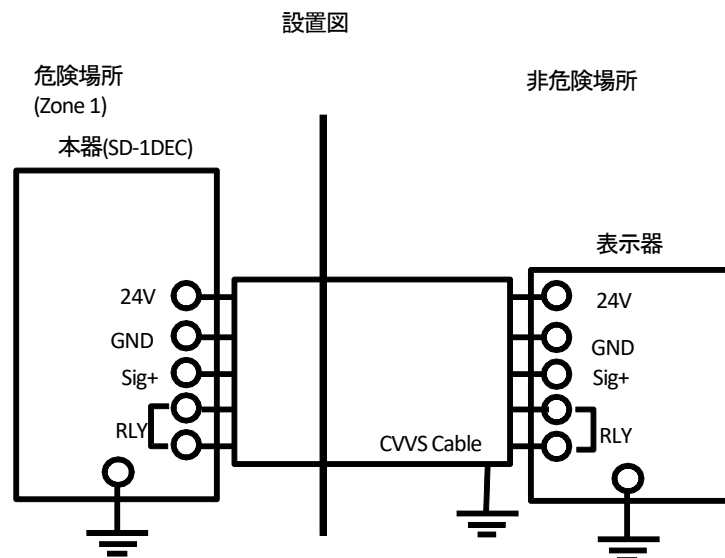 設置図
危険場所
(Zone 1)
非危険場所
本器(SD-1DEC)
表示器
24V
GND
Sig+
RLY
CVVS Cable
24V
GND
Sig+
RLY